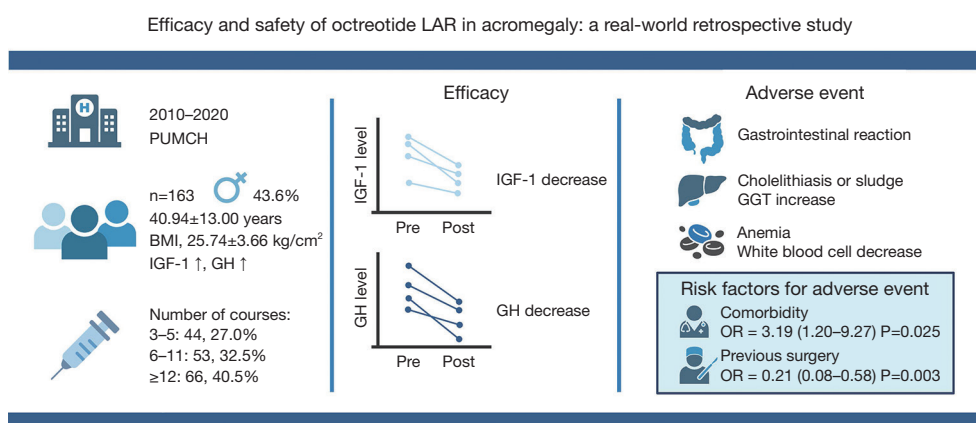 Efficacy and safety of octreotide LAR in acromegaly: a real-world retrospective study
H
2010–2020
PUMCH
n=163 43.6%
40.94±13.00 years
BMI, 25.74±3.66 kg/cm²
IGF-1 ↑, GH ↑
Number of courses:
3–5: 44, 27.0%
6–11: 53, 32.5%
≥12: 66, 40.5%
Efficacy
IGF-1 level
Pre Post
IGF-1 decrease
GH level
Pre Post
GH decrease
Adverse event
Gastrointestinal reaction
Cholelithiasis or sludge
GGT increase
Anemia
White blood cell decrease
Risk factors for adverse event
Comorbidity
OR = 3.19 (1.20–9.27) P=0.025
Previous surgery
OR = 0.21 (0.08–0.58) P=0.003